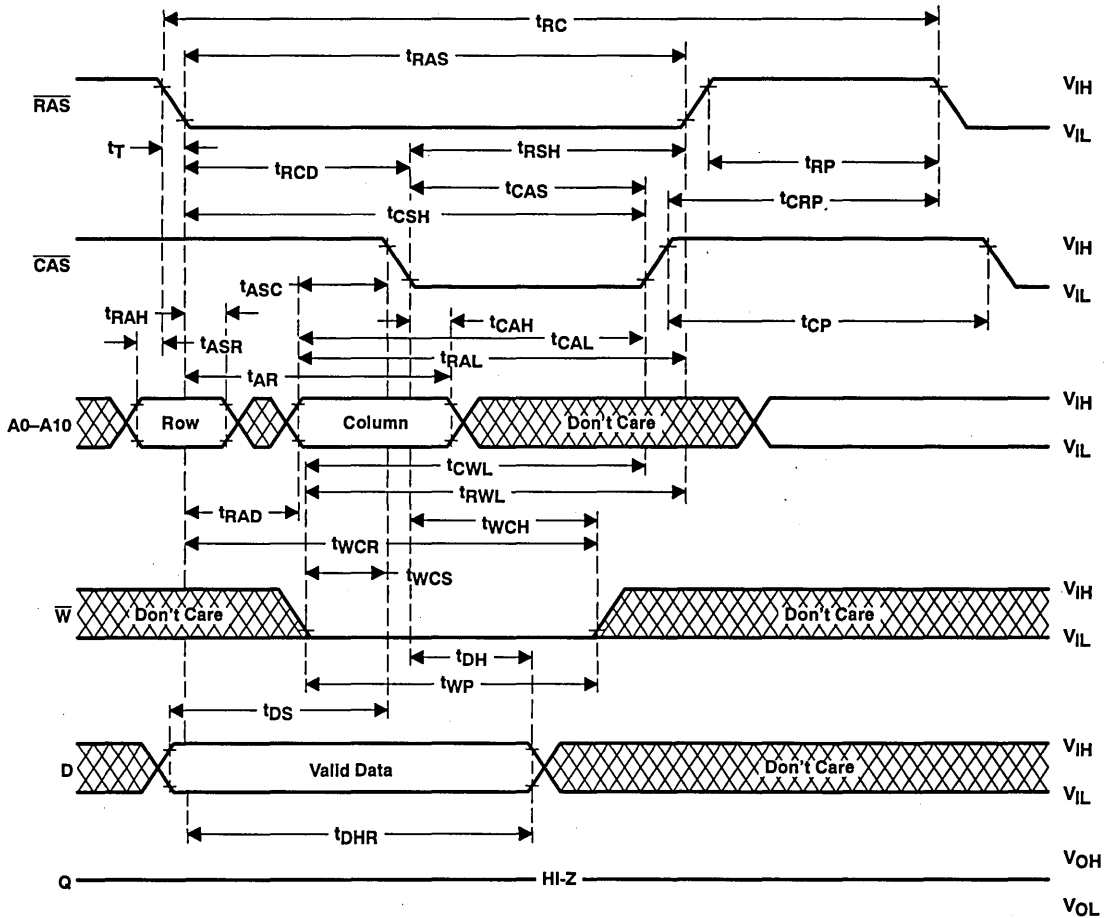 tRC
tRAS
RAS
VIH
VIL
tT
tRCD
tRSH
tRP
tCAS
tCRP
tCSH
CAS
VIH
VIL
tASC
tRAH
tCAH
tCP
tASR
tCAL
tRAL
tAR
A0–A10
Row
Column
Don't Care
VIH
VIL
tCWL
tRWL
tRAD
tWCH
tWCR
tWCS
W
Don't Care
Don't Care
VIH
VIL
tDH
tWP
tDS
D
Valid Data
Don't Care
VIH
VIL
tDHR
Q
HI-Z
VOH
VOL